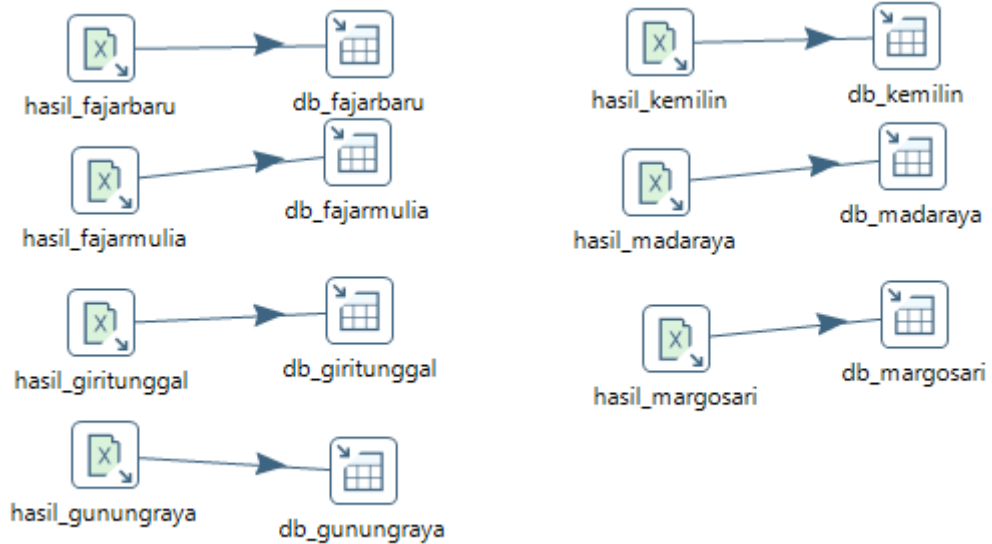 hasil_fajarbaru
db_fajarbaru
hasil_fajarmulia
db_fajarmulia
hasil_giritunggal
db_giritunggal
hasil_gunungraya
db_gunungraya
hasil_kemilin
db_kemilin
hasil_madaraya
db_madaraya
hasil_margosari
db_margosari